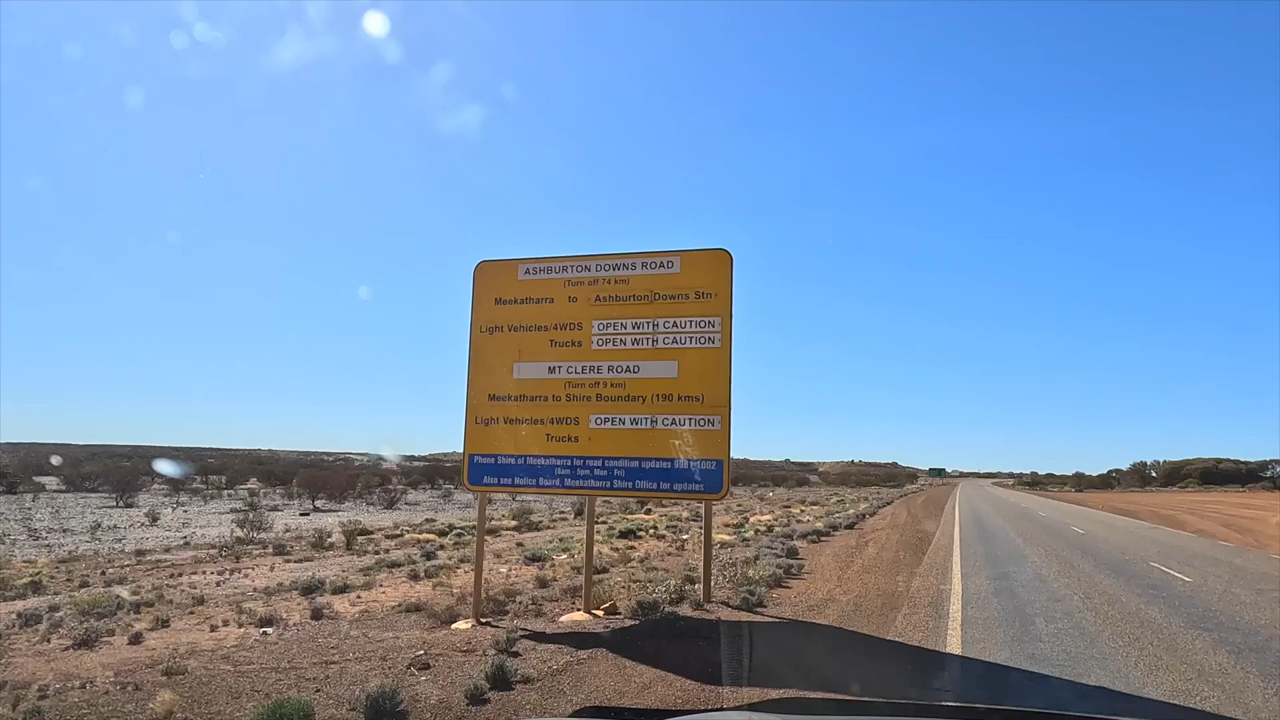 ASHBURTON DOWNS ROAD
(Turn off 74 km)
Meekatharra to Ashburton Downs Stn
Light Vehicles/4WDS OPEN WITH CAUTION
Trucks OPEN WITH CAUTION
MT CLERE ROAD
(Turn off 9 km)
Meekatharra to Shire Boundary (190 kms)
Light Vehicles/4WDS OPEN WITH CAUTION
Trucks
Phone Shire of Meekatharra for road condition updates 9981 1002
(8am - 5pm, Mon - Fri)
Also see Notice Board, Meekatharra Shire Office for updates